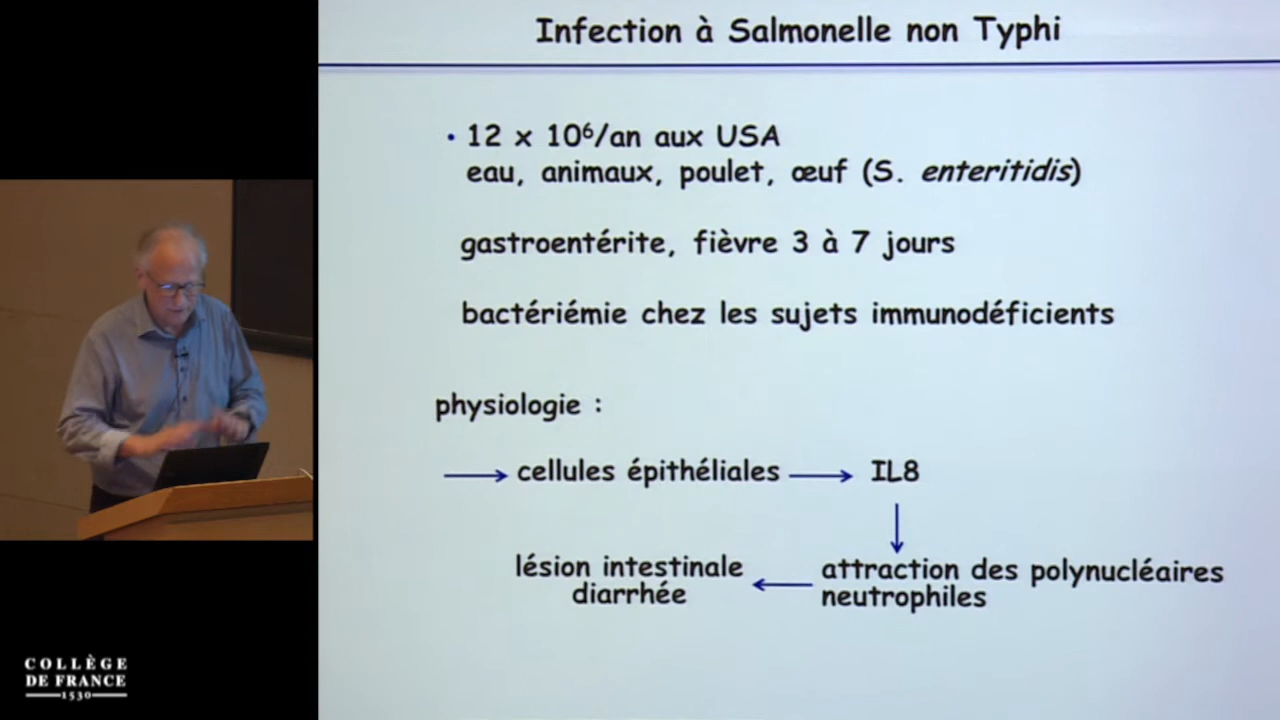 Infection à Salmonelle non Typhi
• 12 x 10⁶/an aux USA
eau, animaux, poulet, œuf (S. enteritidis)
gastroentérite, fièvre 3 à 7 jours
bactériémie chez les sujets immunodéficients
physiologie :
cellules épithéliales
IL8
attraction des polynucléaires
neutrophiles
lésion intestinale
diarrhée
COLLÈGE
DE FRANCE
1530